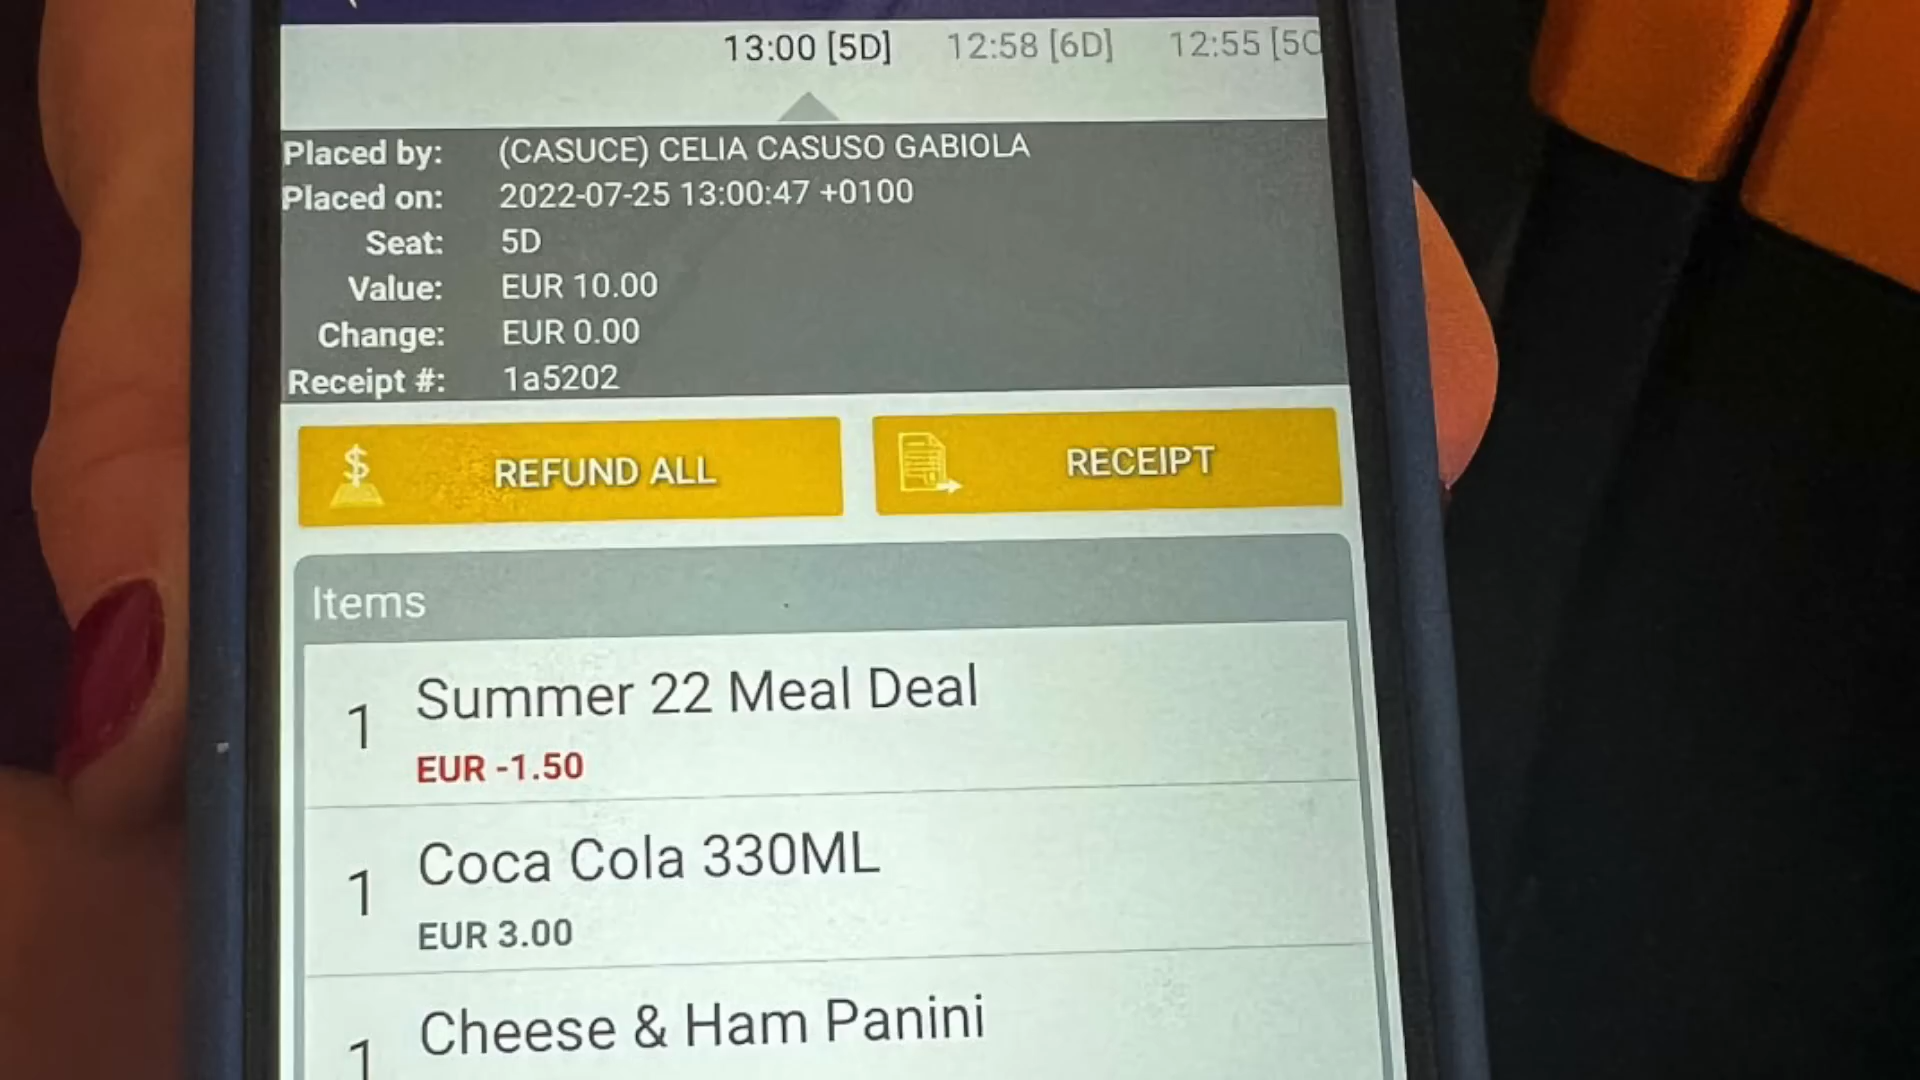 13:00 [5D] 12:58 [6D] 12:55 [5C
Placed by: (CASUCE) CELIA CASUSO GABIOLA
Placed on: 2022-07-25 13:00:47 +0100
Seat: 5D
Value: EUR 10.00
Change: EUR 0.00
Receipt #: 1a5202
REFUND ALL RECEIPT
Items
1 Summer 22 Meal Deal
EUR -1.50
1 Coca Cola 330ML
EUR 3.00
1 Cheese & Ham Panini